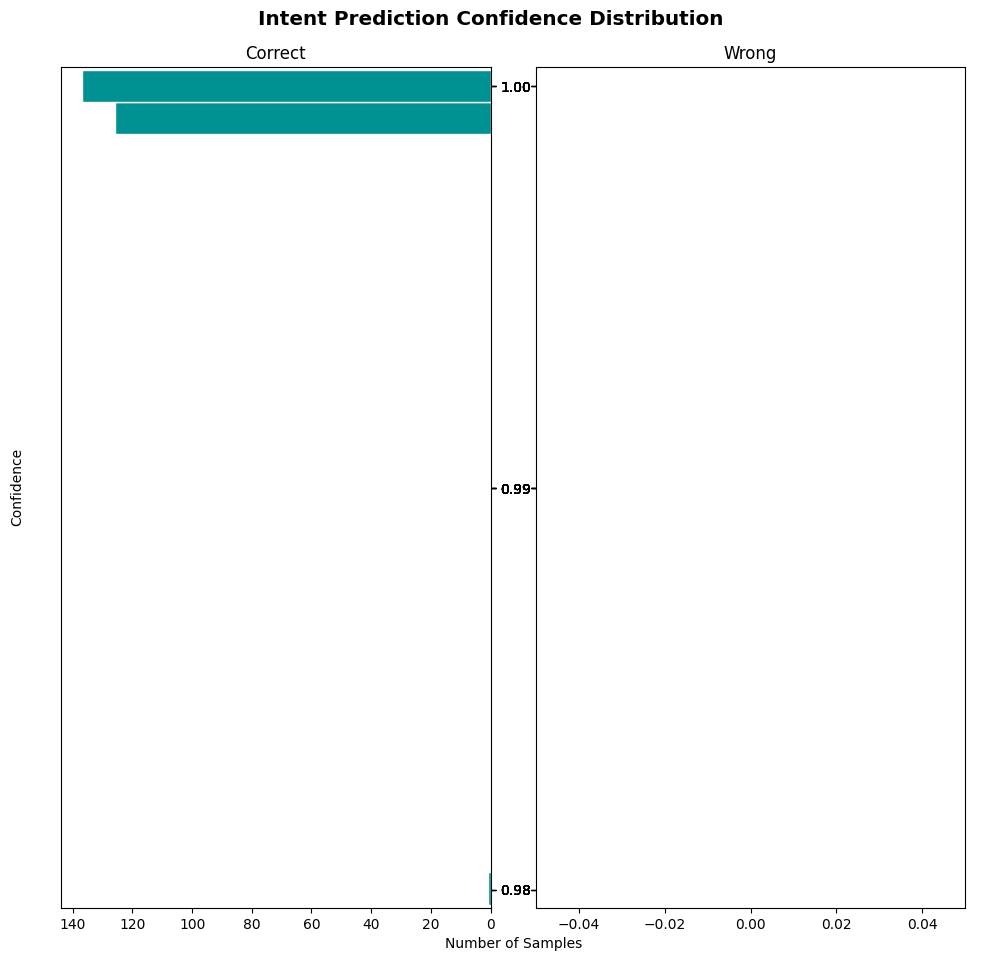 Intent Prediction Confidence Distribution
Correct
Wrong
1.00
0.99
0.98
Confidence
140 120 100 80 60 40 20 0
−0.04 −0.02 0.00 0.02 0.04
Number of Samples